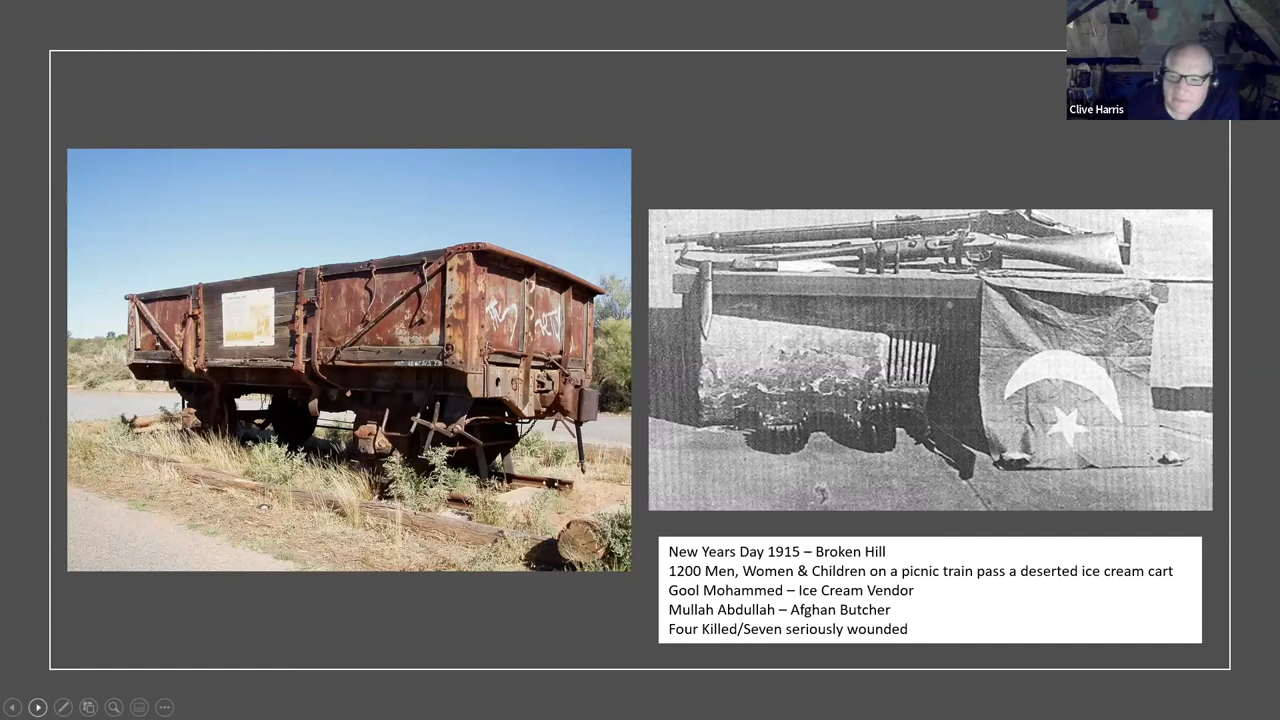 Clive Harris
New Years Day 1915 – Broken Hill
1200 Men, Women & Children on a picnic train pass a deserted ice cream cart
Gool Mohammed – Ice Cream Vendor
Mullah Abdullah – Afghan Butcher
Four Killed/Seven seriously wounded